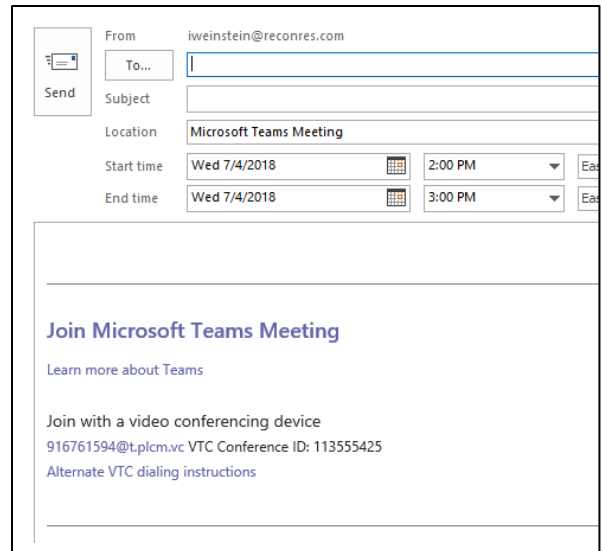 From iweinstein@reconres.com
To...
Send
Subject
Location Microsoft Teams Meeting
Start time Wed 7/4/2018 2:00 PM
End time Wed 7/4/2018 3:00 PM
Join Microsoft Teams Meeting
Learn more about Teams
Join with a video conferencing device
916761594@t.plcm.vc VTC Conference ID: 113555425
Alternate VTC dialing instructions